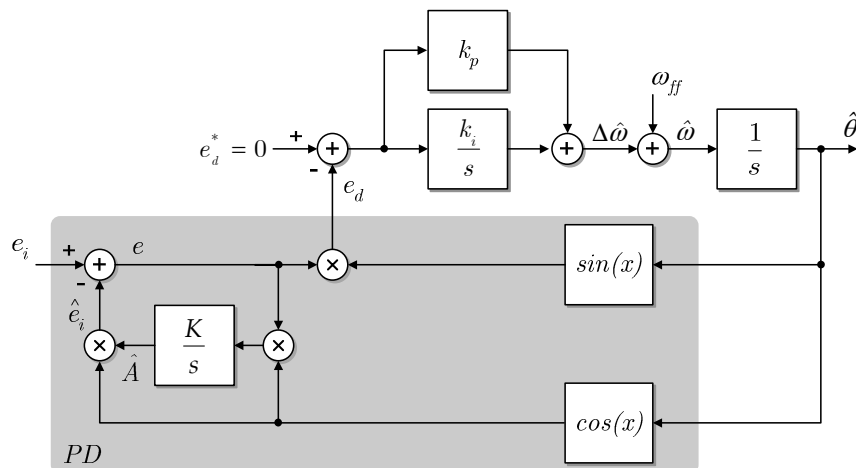 k_p
ω_ff
e_d^* = 0
+
-
+
k_i
s
+
Δω̂
+
ω̂
1
s
θ̂
e_d
e_i
+
-
+
e
×
sin(x)
ê_i
×
Â
K
s
×
cos(x)
PD